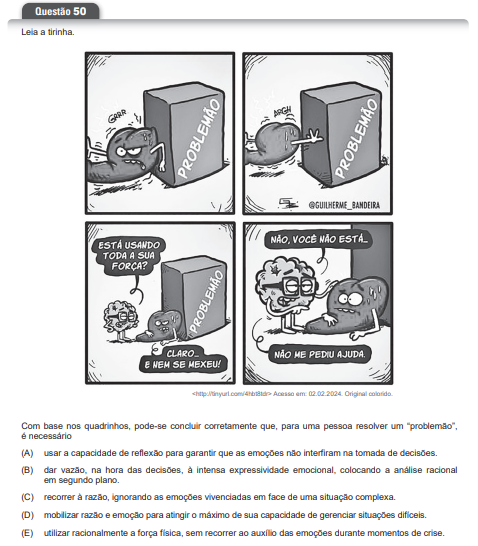 Questão 50
Leia a tirinha.
GRRR
PROBLEMÃO
ARGH
PROBLEMÃO
@GUILHERME_BANDEIRA
ESTÁ USANDO
TODA A SUA
FORÇA?
PROBLEMÃO
CLARO...
E NEM SE MEXEU!
NÃO, VOCÊ NÃO ESTÁ...
NÃO ME PEDIU AJUDA.
<http://tinyurl.com/4hbt8tdr> Acesso em: 02.02.2024. Original colorido.
Com base nos quadrinhos, pode-se concluir corretamente que, para uma pessoa resolver um “problemão”,
é necessário
(A) usar a capacidade de reflexão para garantir que as emoções não interfiram na tomada de decisões.
(B) dar vazão, na hora das decisões, à intensa expressividade emocional, colocando a análise racional
em segundo plano.
(C) recorrer à razão, ignorando as emoções vivenciadas em face de uma situação complexa.
(D) mobilizar razão e emoção para atingir o máximo de sua capacidade de gerenciar situações difíceis.
(E) utilizar racionalmente a força física, sem recorrer ao auxílio das emoções durante momentos de crise.